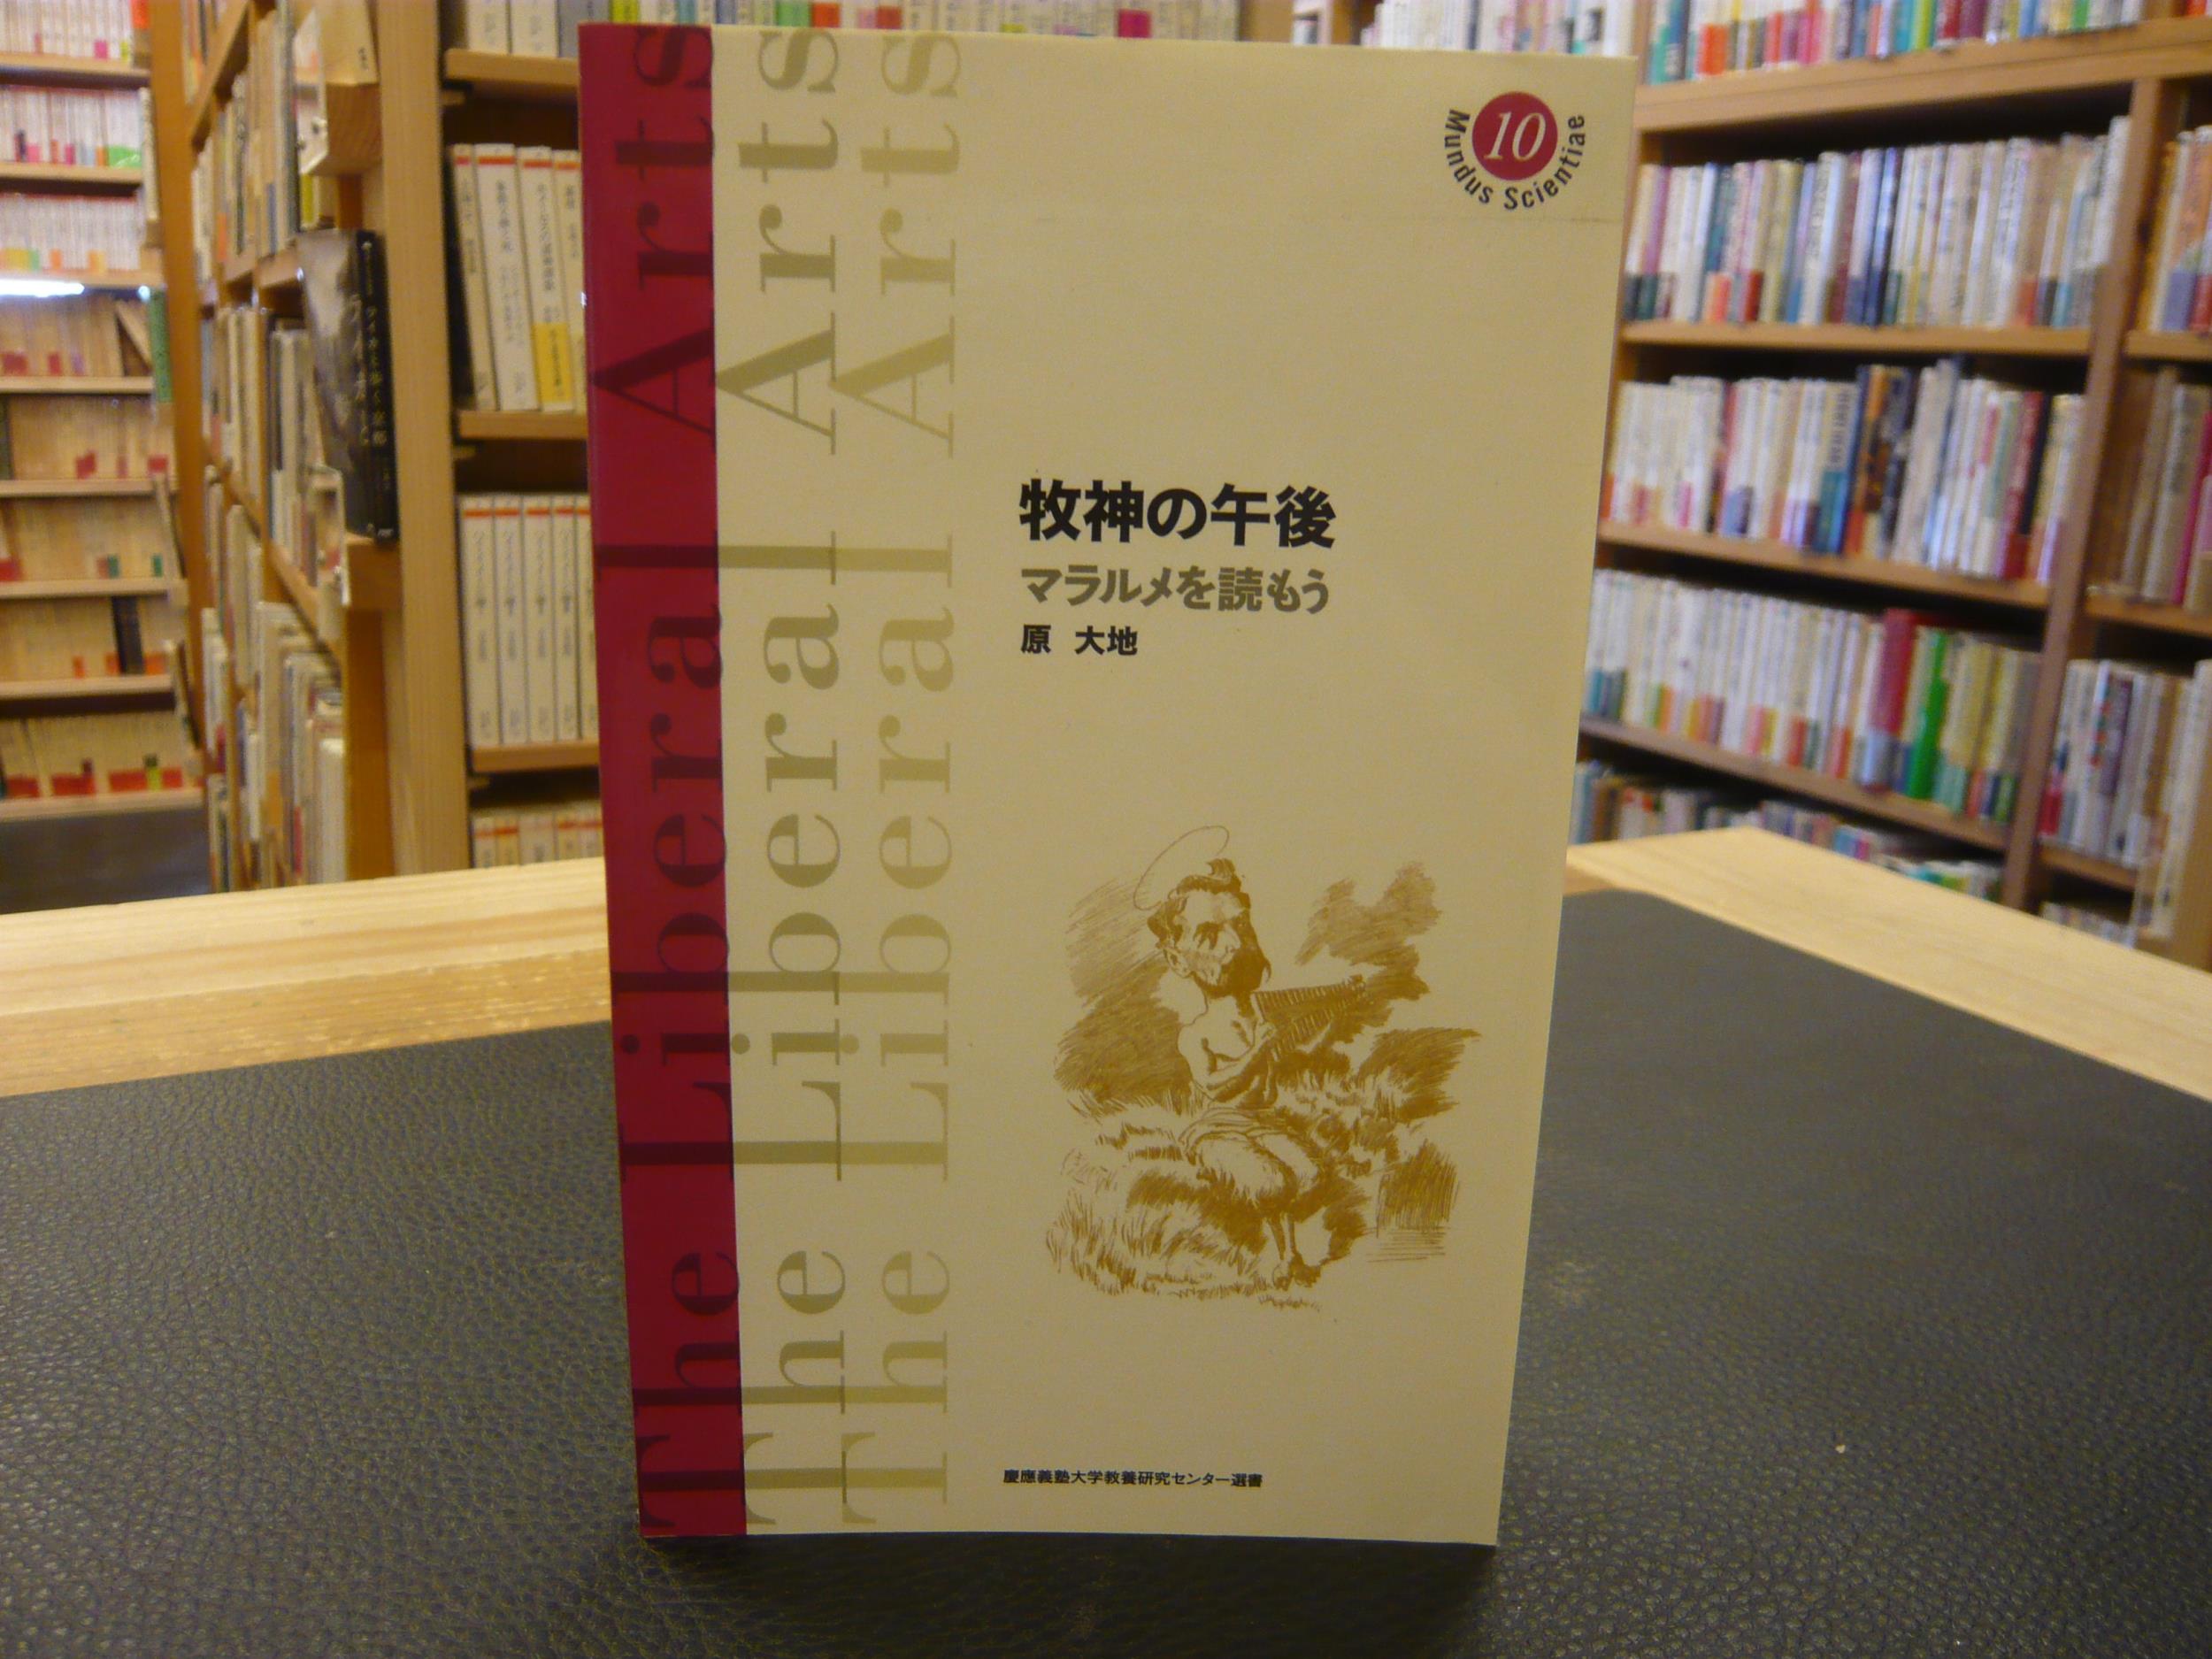 10
Mundus Scientiae
牧神の午後
マラルメを読もう
原 大地
慶應義塾大学教養研究センター選書
The Liberal Arts
The Liberal Arts
The Liberal Arts